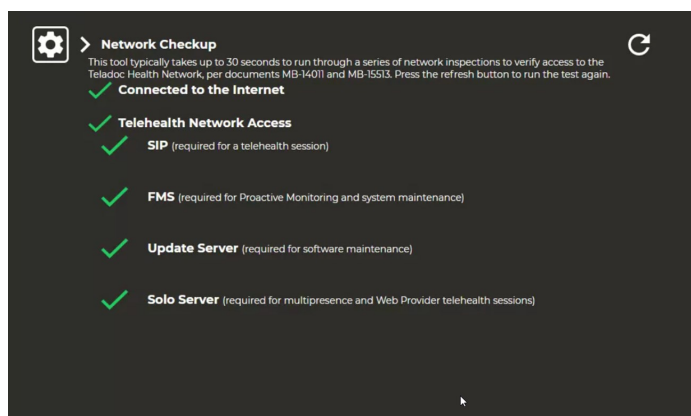 Network Checkup
This tool typically takes up to 30 seconds to run through a series of network inspections to verify access to the
Teladoc Health Network, per documents MB-14011 and MB-15513. Press the refresh button to run the test again.
Connected to the Internet
Telehealth Network Access
SIP (required for a telehealth session)
FMS (required for Proactive Monitoring and system maintenance)
Update Server (required for software maintenance)
Solo Server (required for multipresence and Web Provider telehealth sessions)